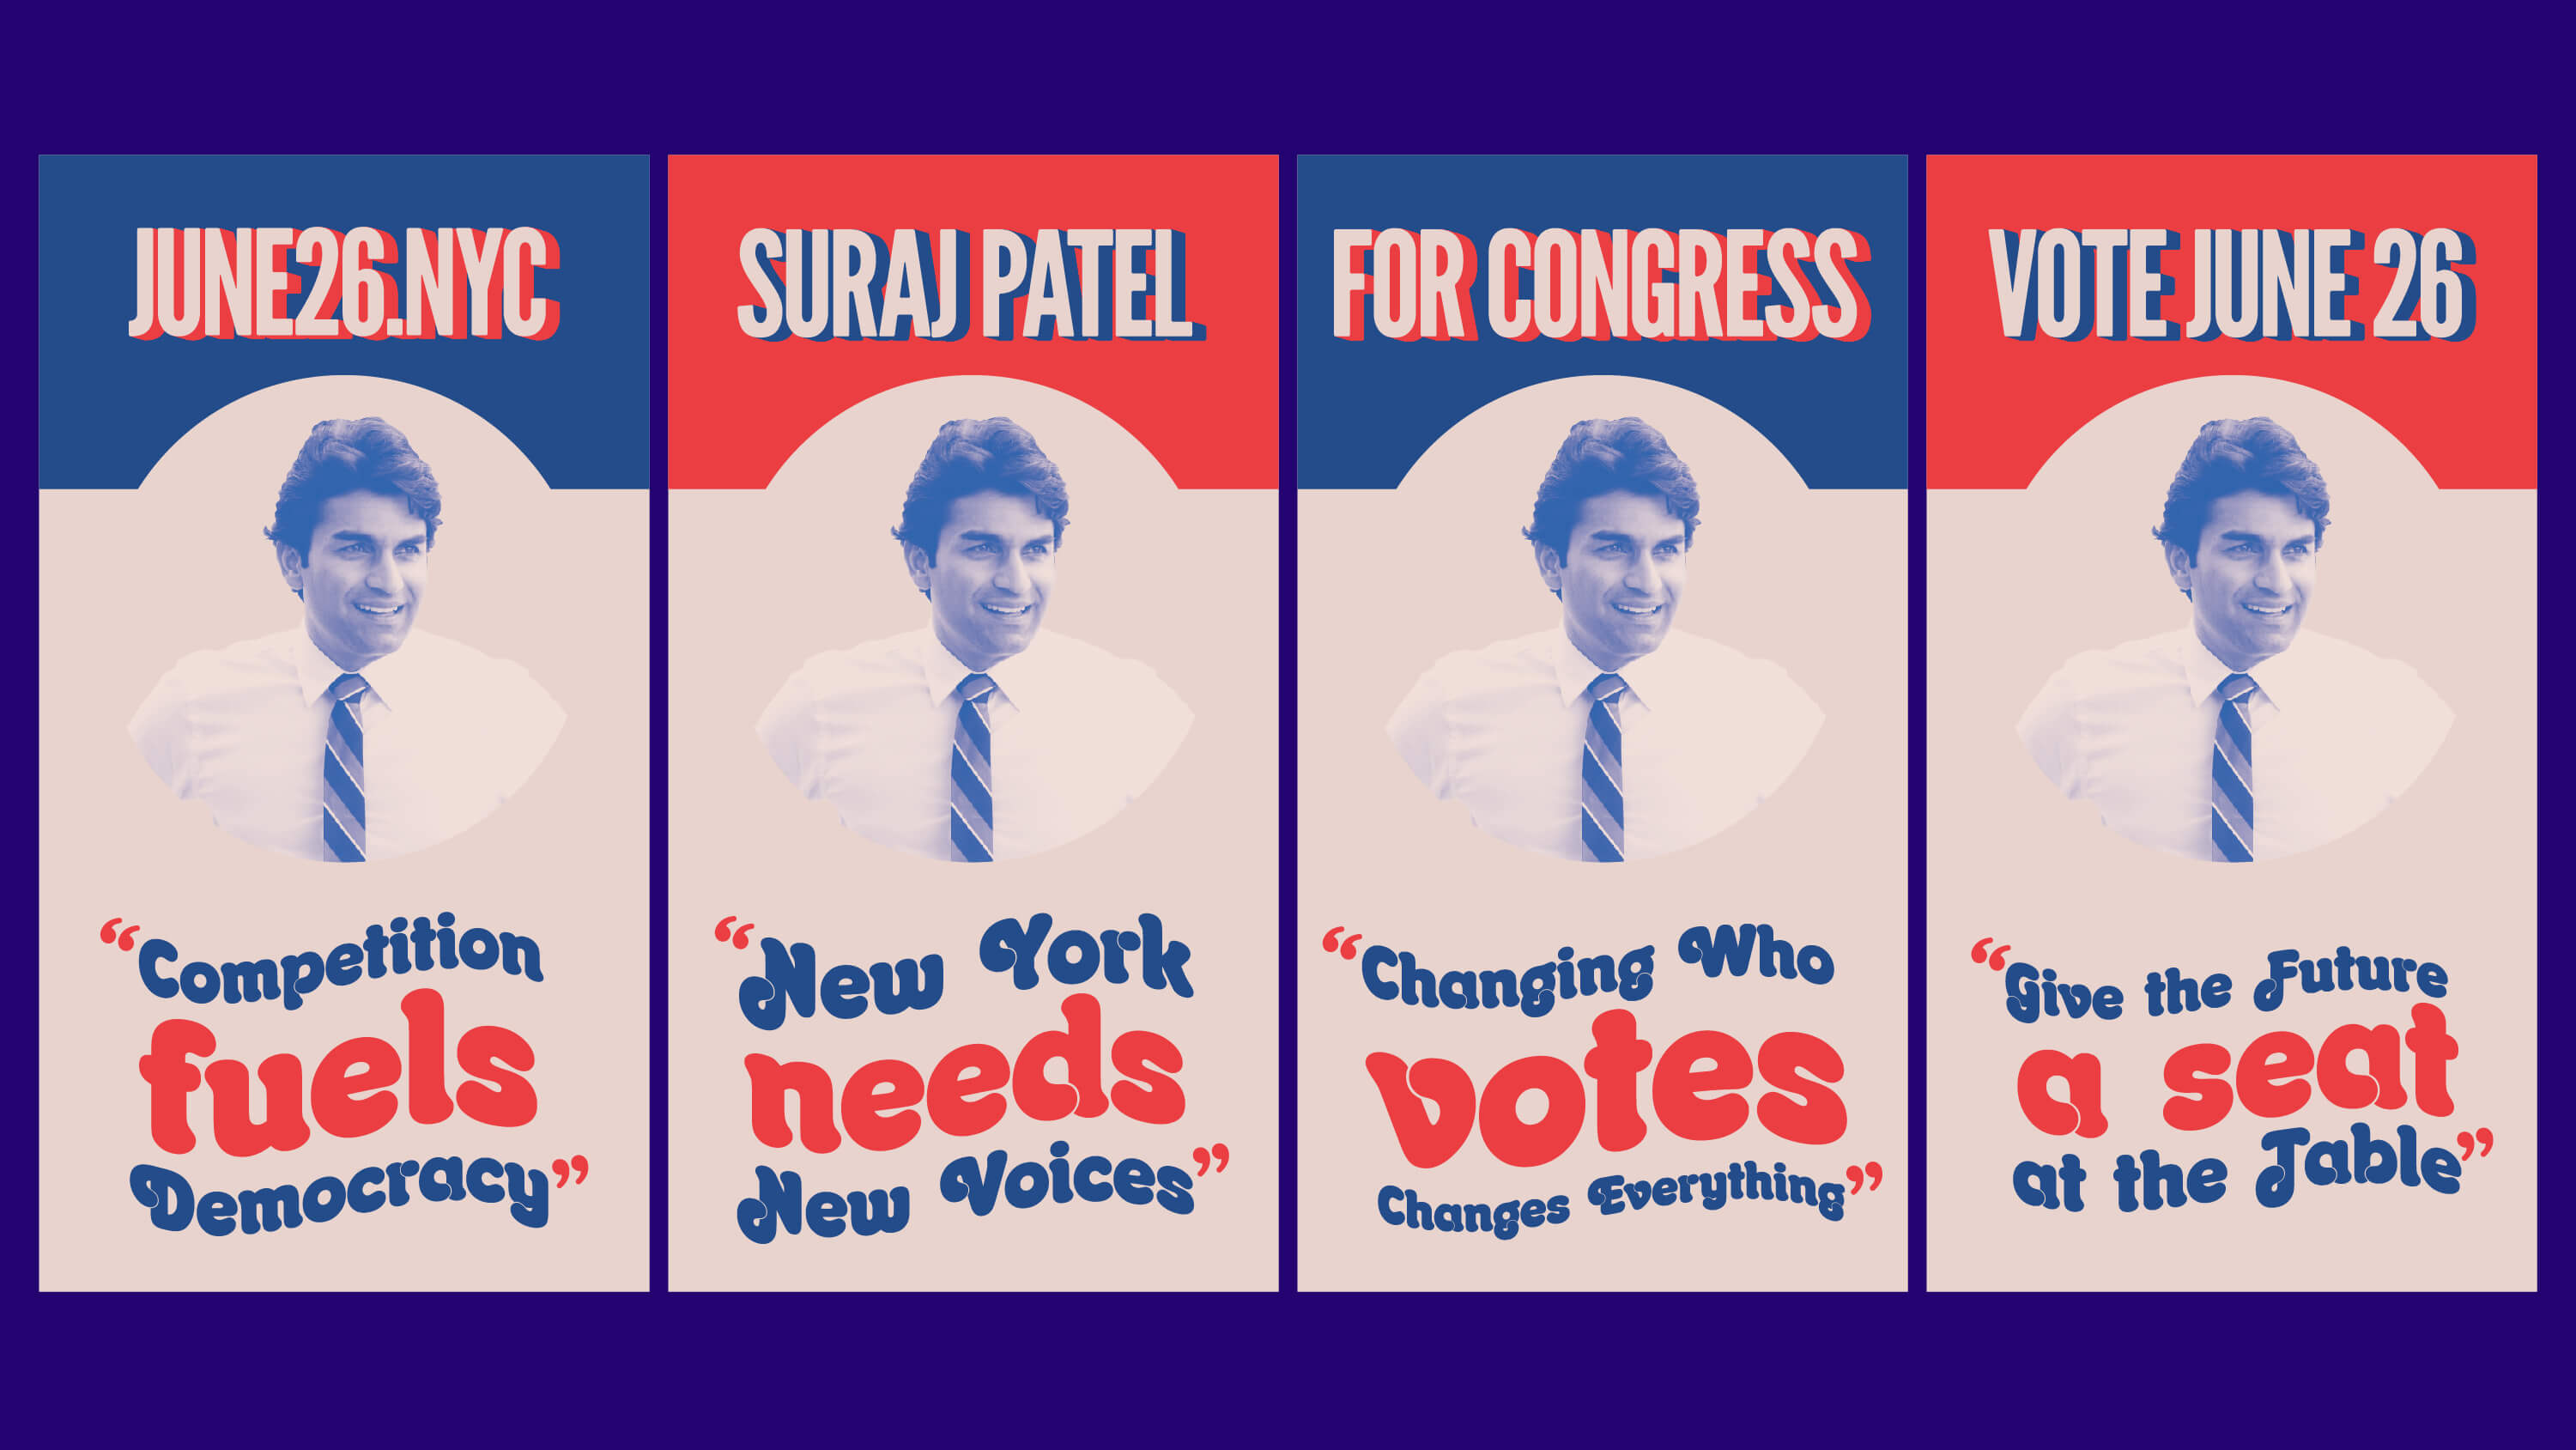 JUNE26.NYC
“Competition
fuels
Democracy”
SURAJ PATEL
“New York
needs
New Voices”
FOR CONGRESS
“Changing Who
votes
Changes Everything”
VOTE JUNE 26
“Give the Future
a seat
at the Table”